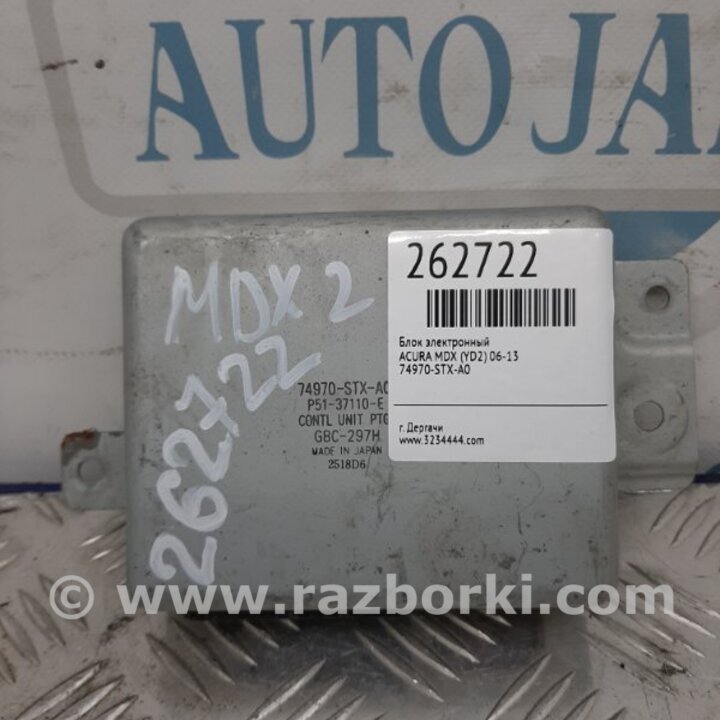 AUTO JA
262722
Блок электронный
ACURA MDX (YD2) 06-13
74970-STX-A0
г. Дергачи
www.3234444.com
MDX 2
262722
74970-STX-A0
P51-37110-E
CONTL UNIT PTG
GBC-297H
MADE IN JAPAN
2518D6
© www.razborki.com